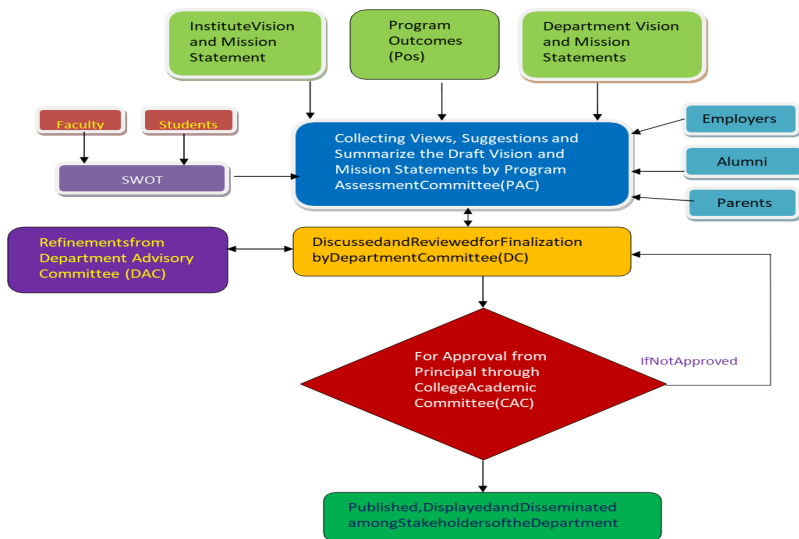 InstituteVision
and Mission
Statement
Program
Outcomes
(Pos)
Department Vision
and Mission
Statements
Faculty
Students
SWOT
Collecting Views, Suggestions and
Summarize the Draft Vision and
Mission Statements by Program
AssessmentCommittee(PAC)
Employers
Alumni
Parents
Refinementsfrom
Department Advisory
Committee (DAC)
DiscussedandReviewedforFinalization
byDepartmentCommittee(DC)
For Approval from
Principal through
CollegeAcademic
Committee(CAC)
IfNotApproved
Published,DisplayedandDisseminated
amongStakeholdersoftheDepartment